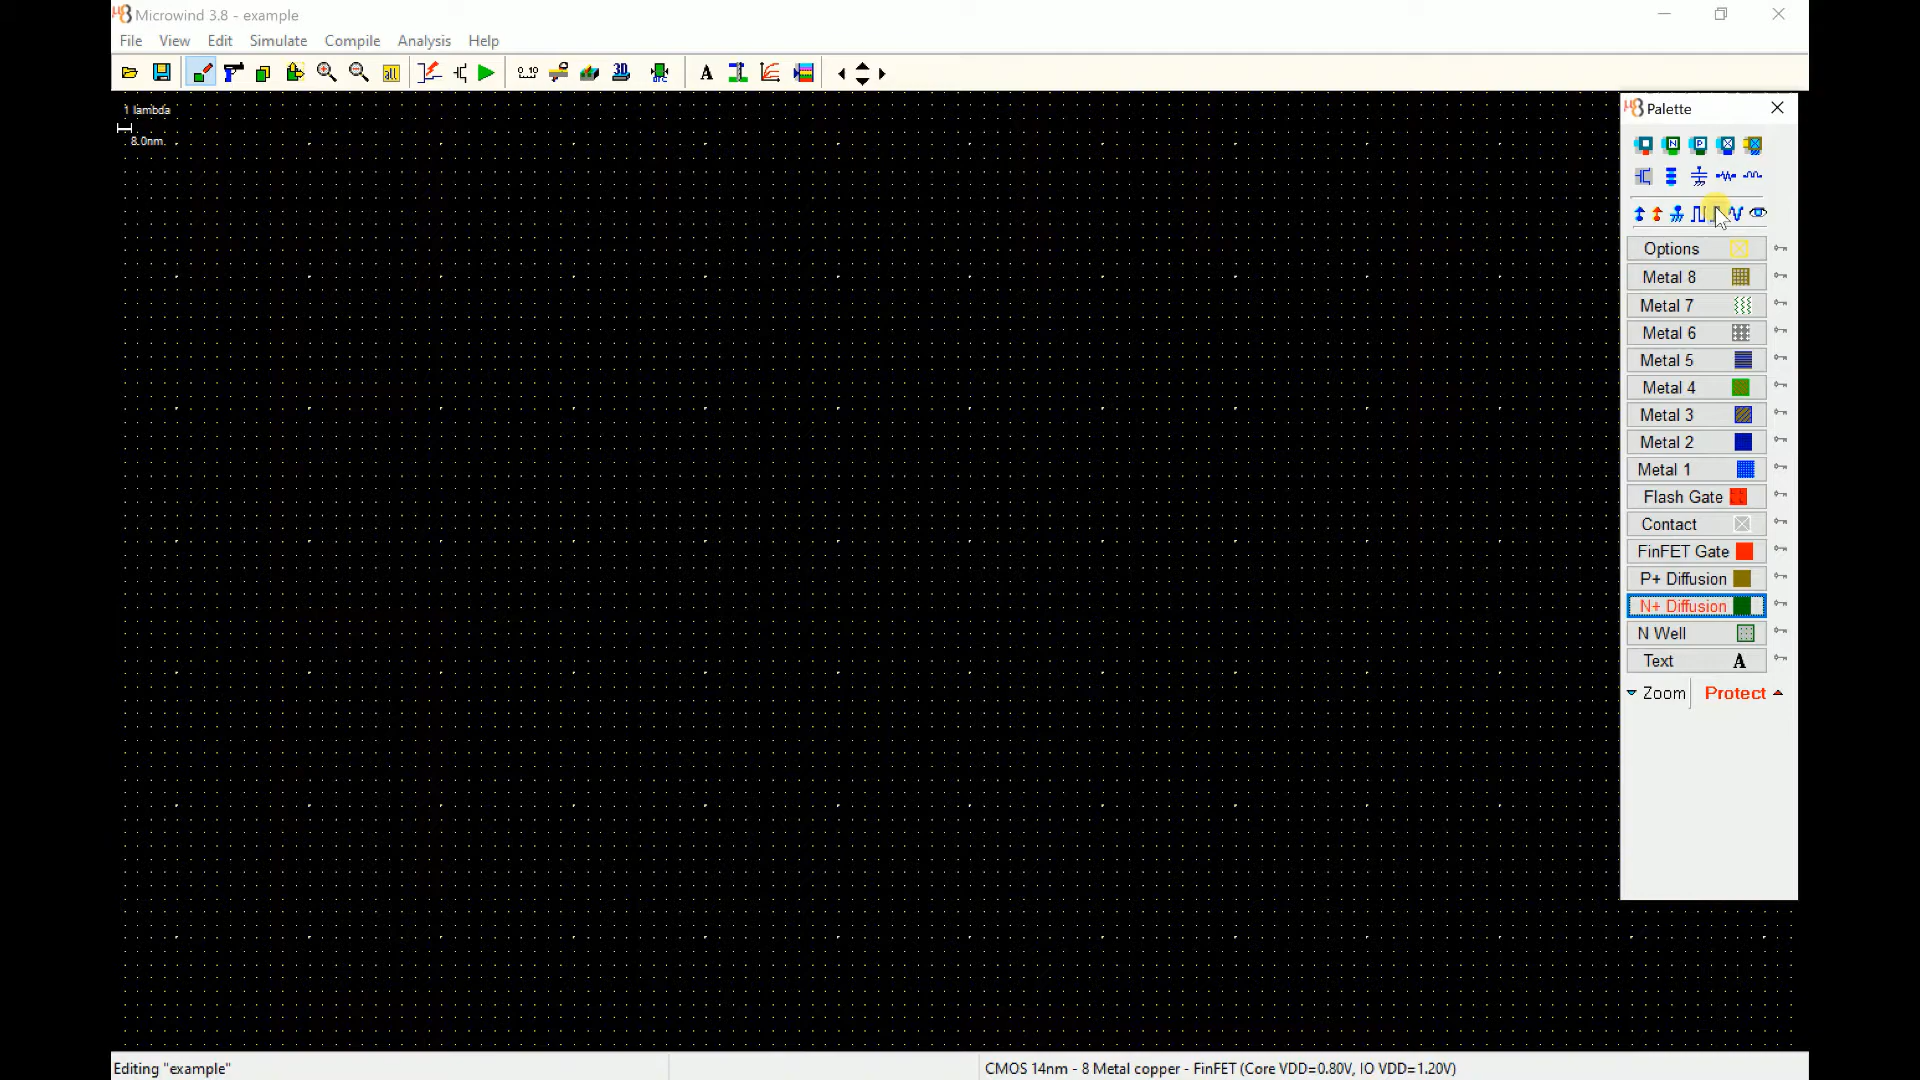 Microwind 3.8 - example
File View Edit Simulate Compile Analysis Help
1 lambda
8.0nm
Palette
Options
Metal 8
Metal 7
Metal 6
Metal 5
Metal 4
Metal 3
Metal 2
Metal 1
Flash Gate
Contact
FinFET Gate
P+ Diffusion
N+ Diffusion
N Well
Text A
Zoom Protect
Editing "example"
CMOS 14nm - 8 Metal copper - FinFET (Core VDD=0.80V, IO VDD=1.20V)